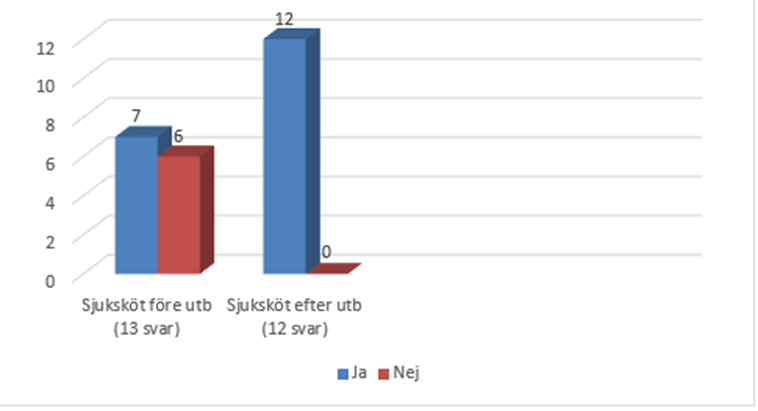 12
12
10
8
7
6
6
4
2
0
0
Sjuksköt före utb
(13 svar)
Sjuksköt efter utb
(12 svar)
Ja
Nej